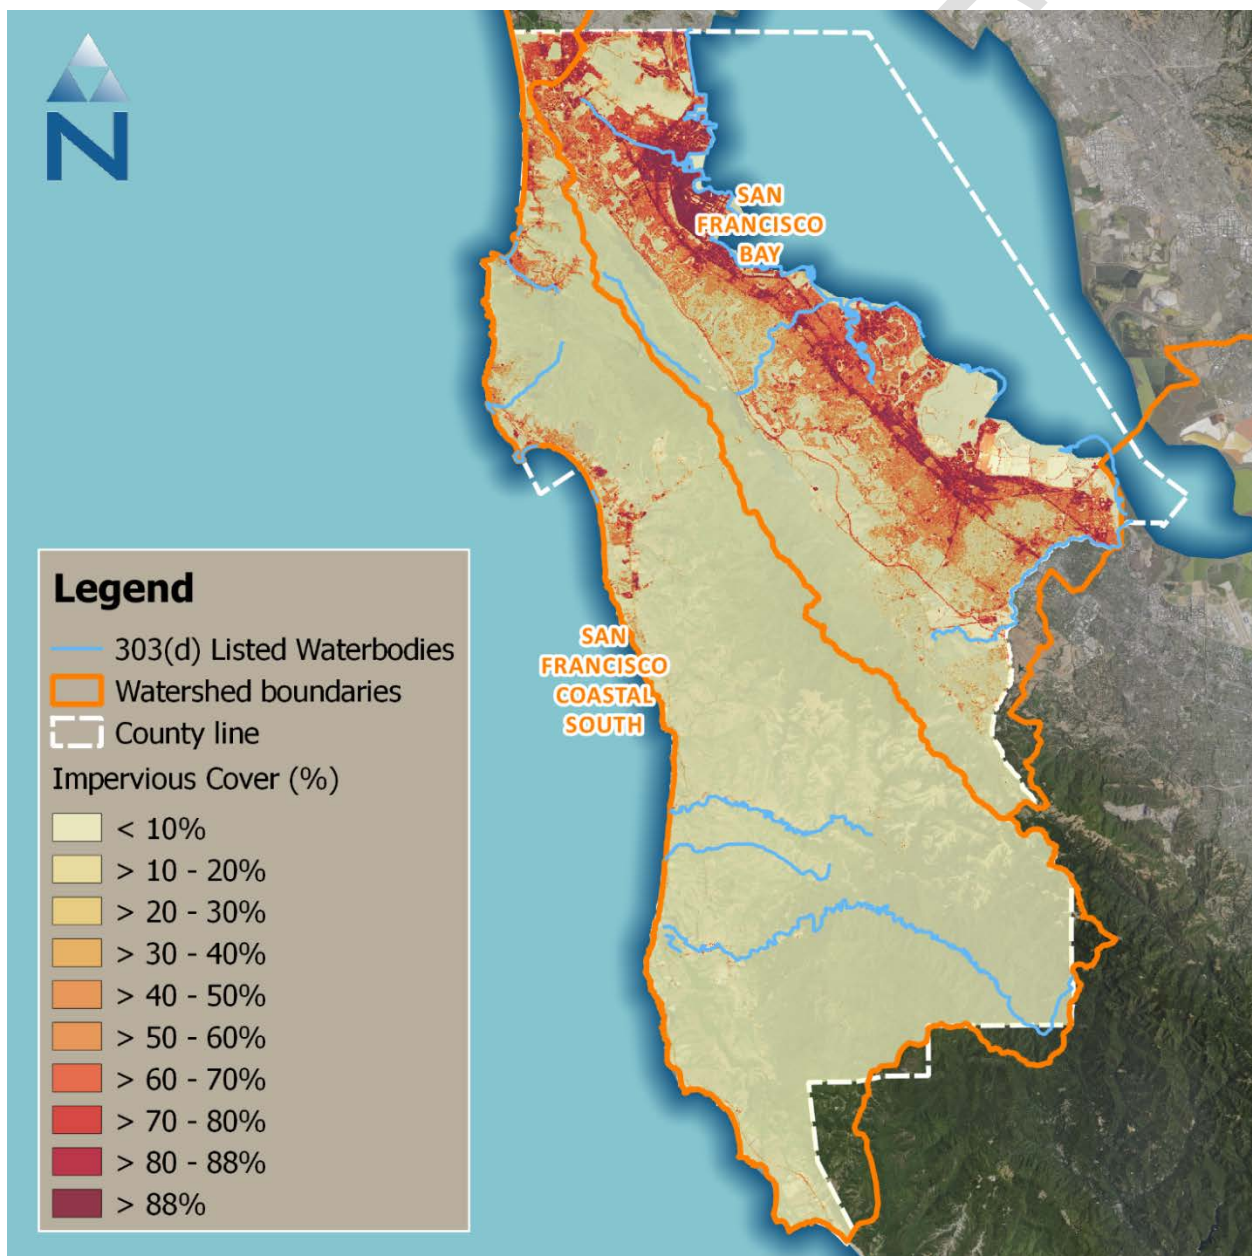 N
SAN
FRANCISCO
BAY
SAN
FRANCISCO
COASTAL
SOUTH
Legend
303(d) Listed Waterbodies
Watershed boundaries
County line
Impervious Cover (%)
< 10%
> 10 - 20%
> 20 - 30%
> 30 - 40%
> 40 - 50%
> 50 - 60%
> 60 - 70%
> 70 - 80%
> 80 - 88%
> 88%